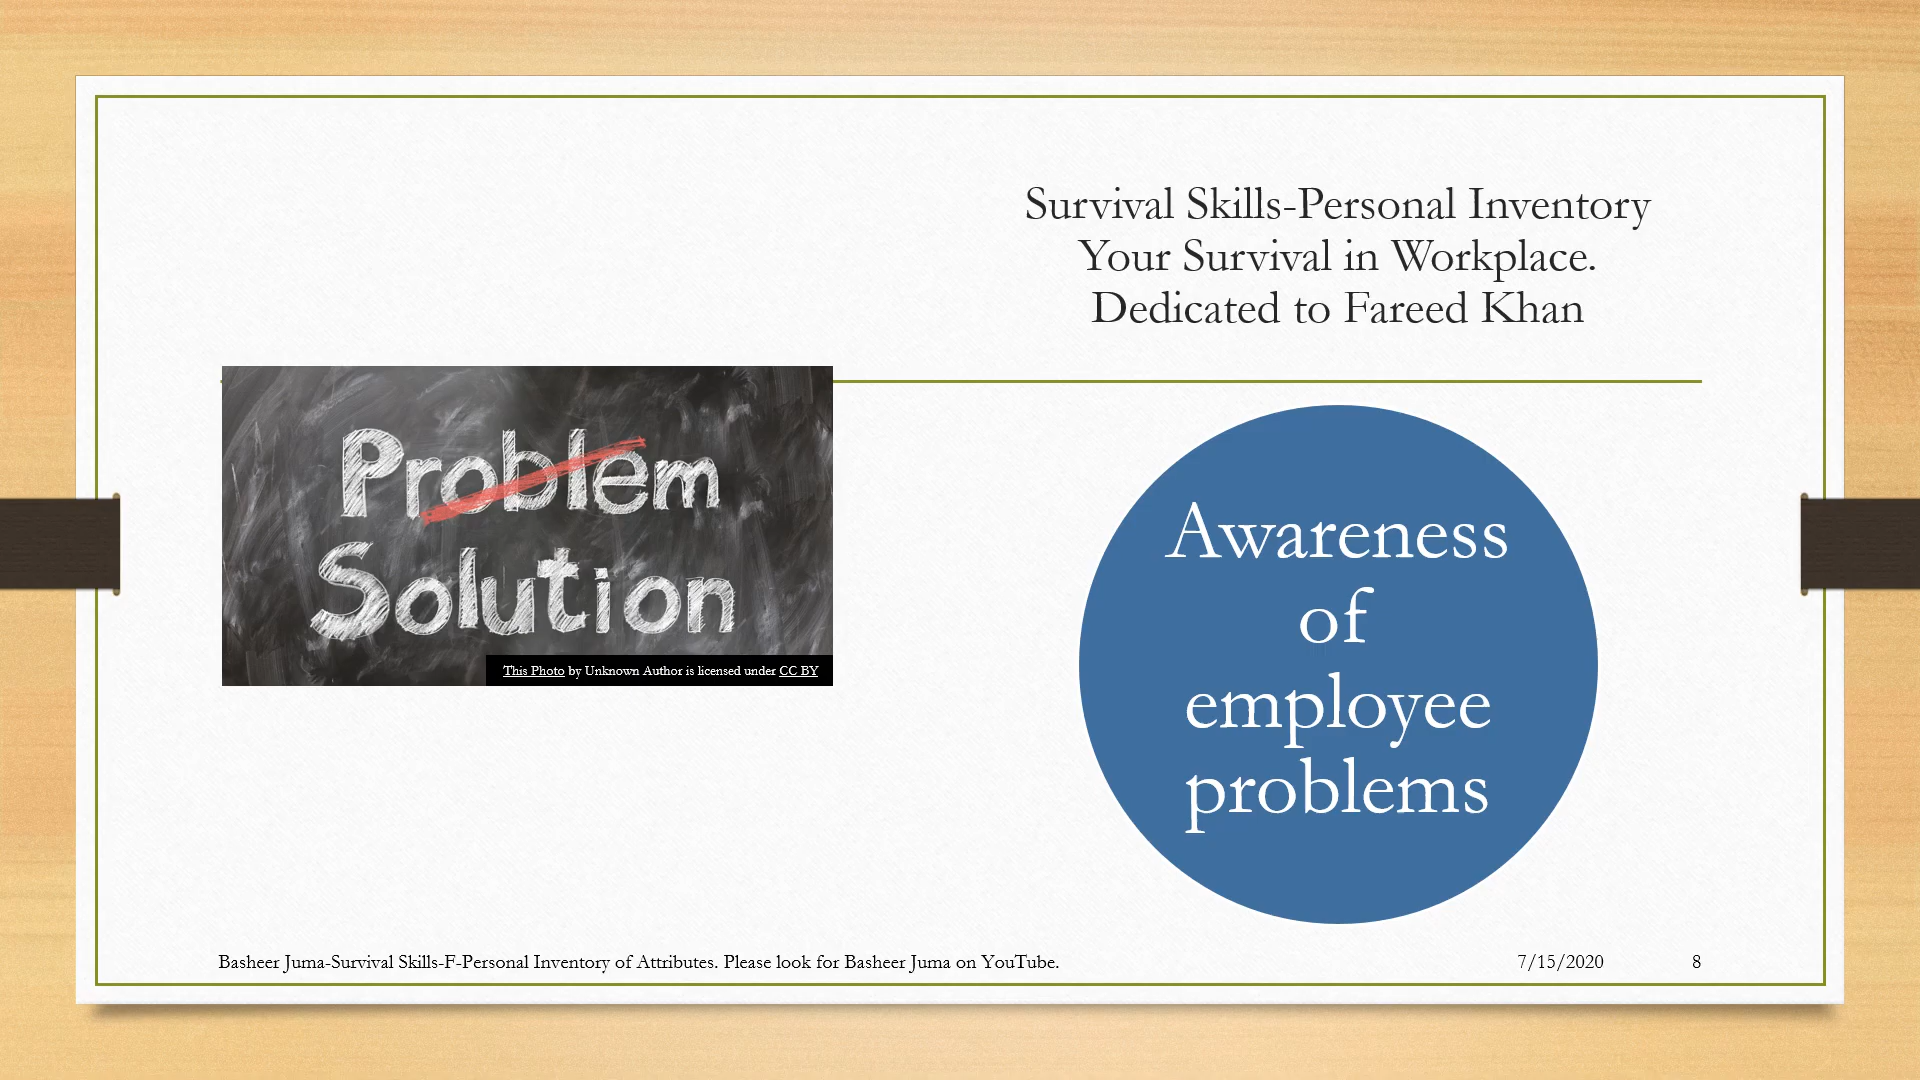 Survival Skills-Personal Inventory
Your Survival in Workplace.
Dedicated to Fareed Khan
Problem
Solution
This Photo by Unknown Author is licensed under CC BY
Awareness
of
employee
problems
Basheer Juma-Survival Skills-F-Personal Inventory of Attributes. Please look for Basheer Juma on YouTube.
7/15/2020
8